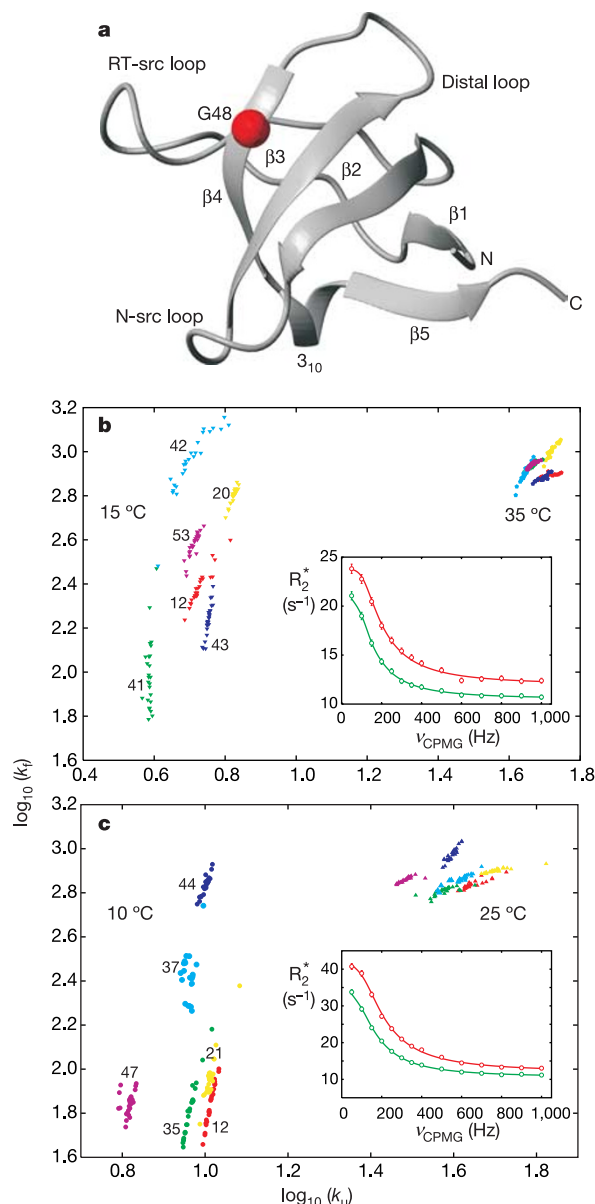 a
RT-src loop
G48
Distal loop
β3
β2
β4
β1
N
N-src loop
C
β5
3₁₀
b
3.2
3.0
2.8
2.6
2.4
2.2
2.0
1.8
1.6
42
15 °C
20
53
12
43
41
35 °C
25
20
15
10
R₂*
(s⁻¹)
0 200 400 600 800 1,000
νCPMG (Hz)
0.4 0.6 0.8 1.0 1.2 1.4 1.6 1.8
log₁₀ (kf)
c
3.2
3.0
2.8
2.6
2.4
2.2
2.0
1.8
1.6
44
10 °C
37
21
47
35
12
25 °C
40
30
20
10
R₂*
(s⁻¹)
0 200 400 600 800 1,000
νCPMG (Hz)
0.8 1.0 1.2 1.4 1.6 1.8
log₁₀ (ku)